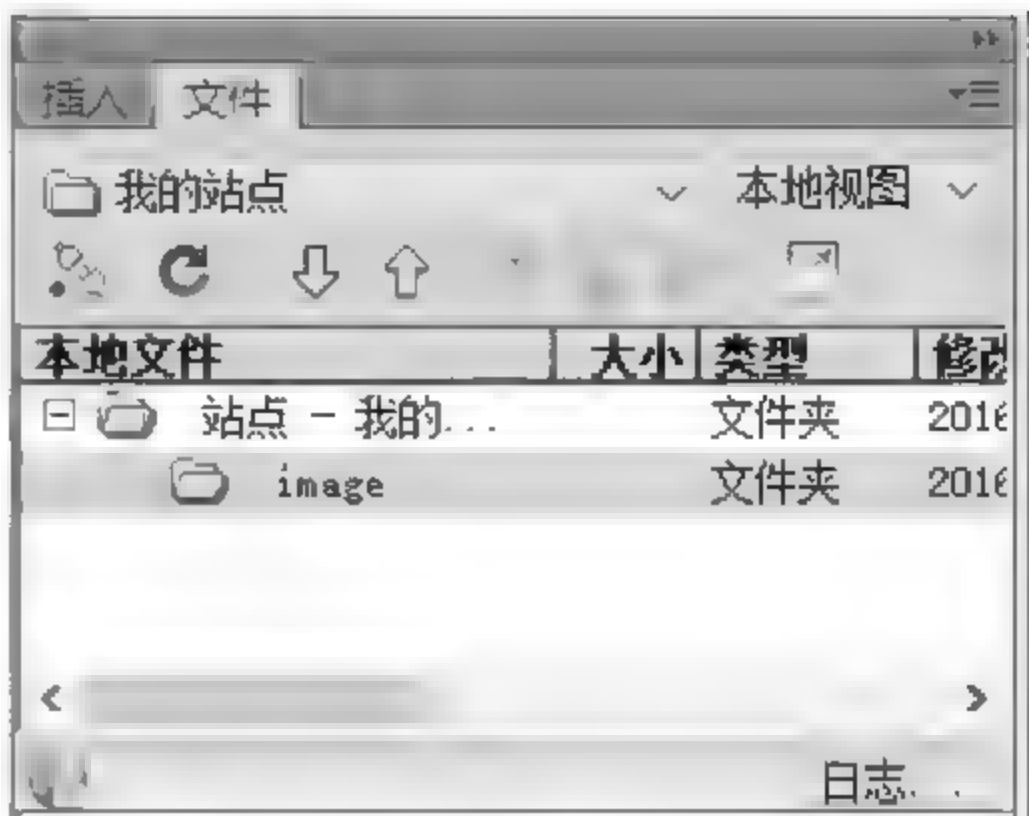 插入 文件
我的站点 本地视图
本地文件 大小 类型 修改
站点 - 我的... 文件夹 2016
image 文件夹 2016
日志...